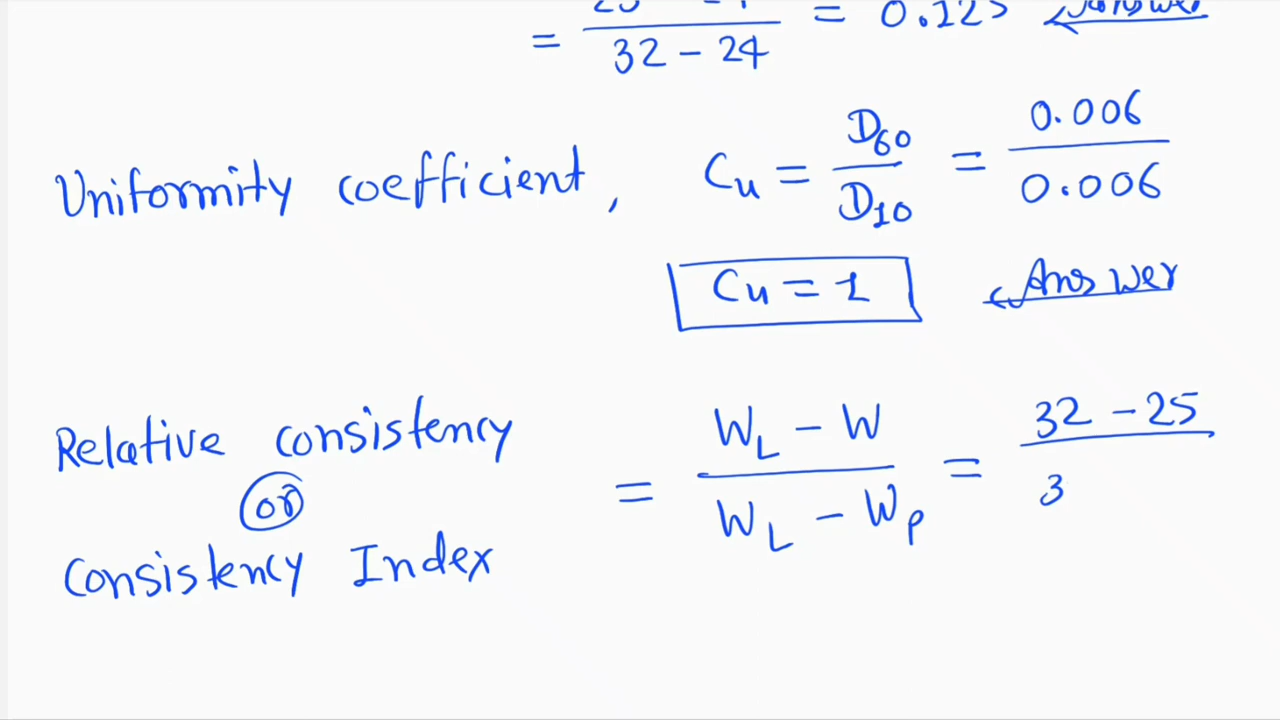 = / 32 - 24 = 0.125 Answer
Uniformity coefficient, Cu = D60 / D10 = 0.006 / 0.006
Cu = 1 Answer
Relative consistency
(or)
Consistency Index
= WL - W / WL - Wp = 32 - 25 / 3